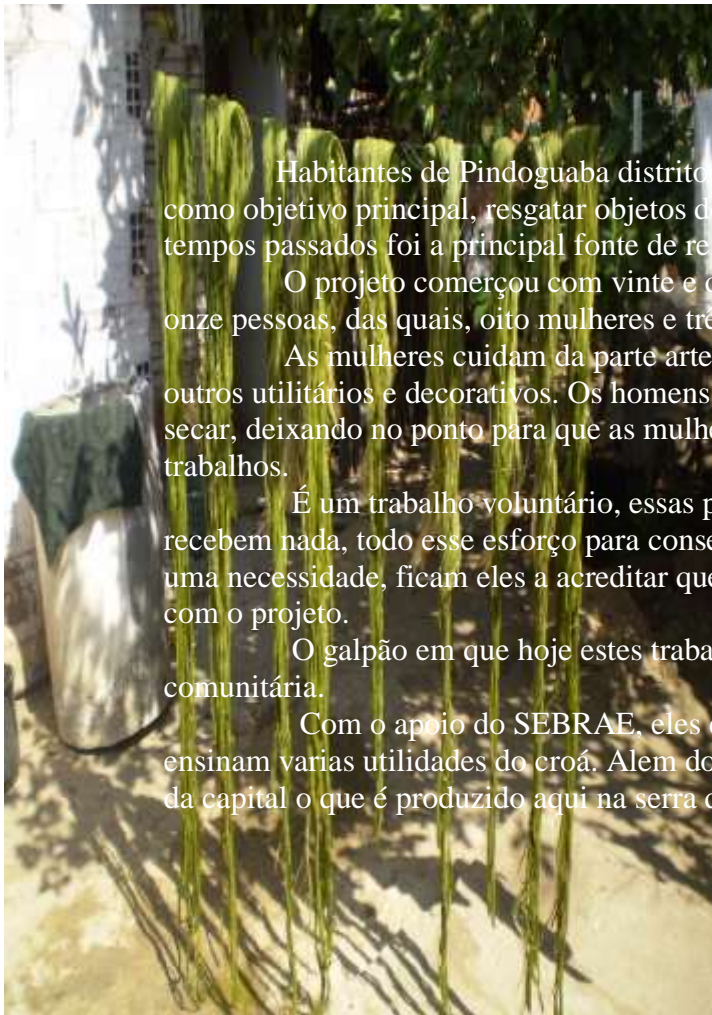 Habitantes de Pindoguaba distrito
como objetivo principal, resgatar objetos d
tempos passados foi a principal fonte de re
O projeto comerçou com vinte e
onze pessoas, das quais, oito mulheres e trê
As mulheres cuidam da parte arte
outros utilitários e decorativos. Os homens
secar, deixando no ponto para que as mulhe
trabalhos.
É um trabalho voluntário, essas p
recebem nada, todo esse esforço para conse
uma necessidade, ficam eles a acreditar que
com o projeto.
O galpão em que hoje estes traba
comunitária.
Com o apoio do SEBRAE, eles
ensinam varias utilidades do croá. Alem do
da capital o que é produzido aqui na serra